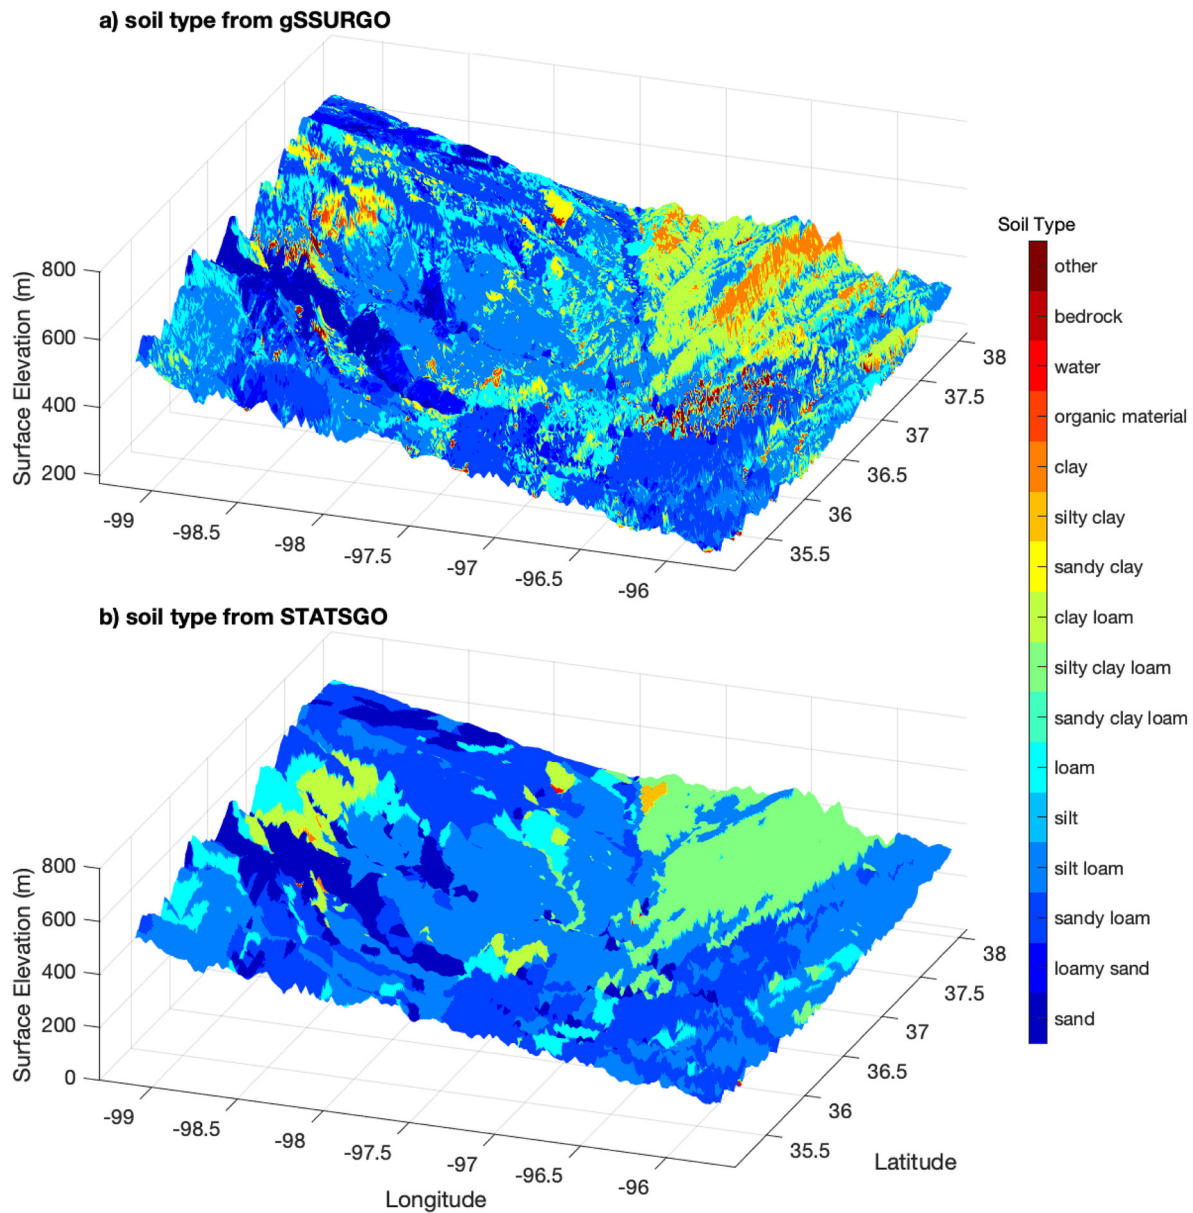 a) soil type from gSSURGO
Surface Elevation (m)
800
600
400
200
-99
-98.5
-98
-97.5
-97
-96.5
-96
35.5
36
36.5
37
37.5
38
Soil Type
other
bedrock
water
organic material
clay
silty clay
sandy clay
clay loam
silty clay loam
sandy clay loam
loam
silt
silt loam
sandy loam
loamy sand
sand
b) soil type from STATSGO
Surface Elevation (m)
800
600
400
200
0
-99
-98.5
-98
-97.5
-97
-96.5
-96
Longitude
35.5
36
36.5
37
37.5
38
Latitude